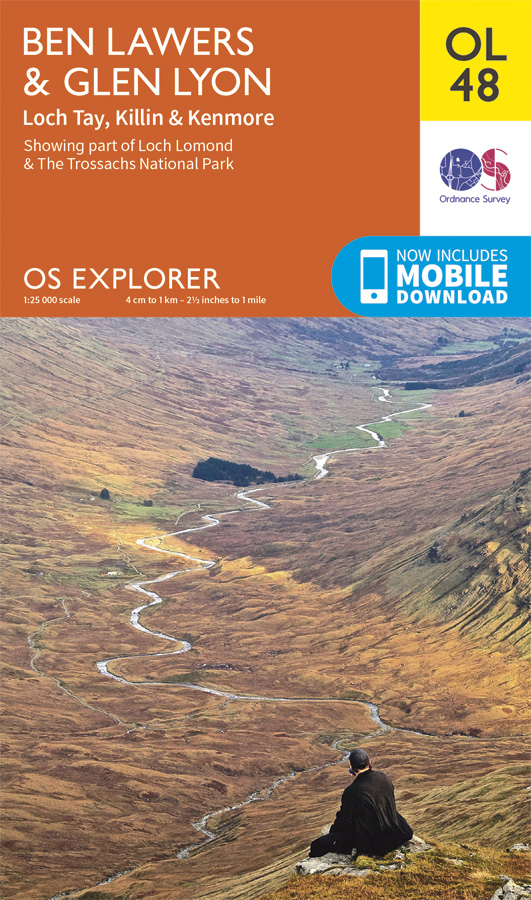 BEN LAWERS
& GLEN LYON
Loch Tay, Killin & Kenmore
Showing part of Loch Lomond
& The Trossachs National Park
OL
48
OS
Ordnance Survey
NOW INCLUDES
MOBILE
DOWNLOAD
OS EXPLORER
1:25 000 scale 4 cm to 1 km – 2½ inches to 1 mile